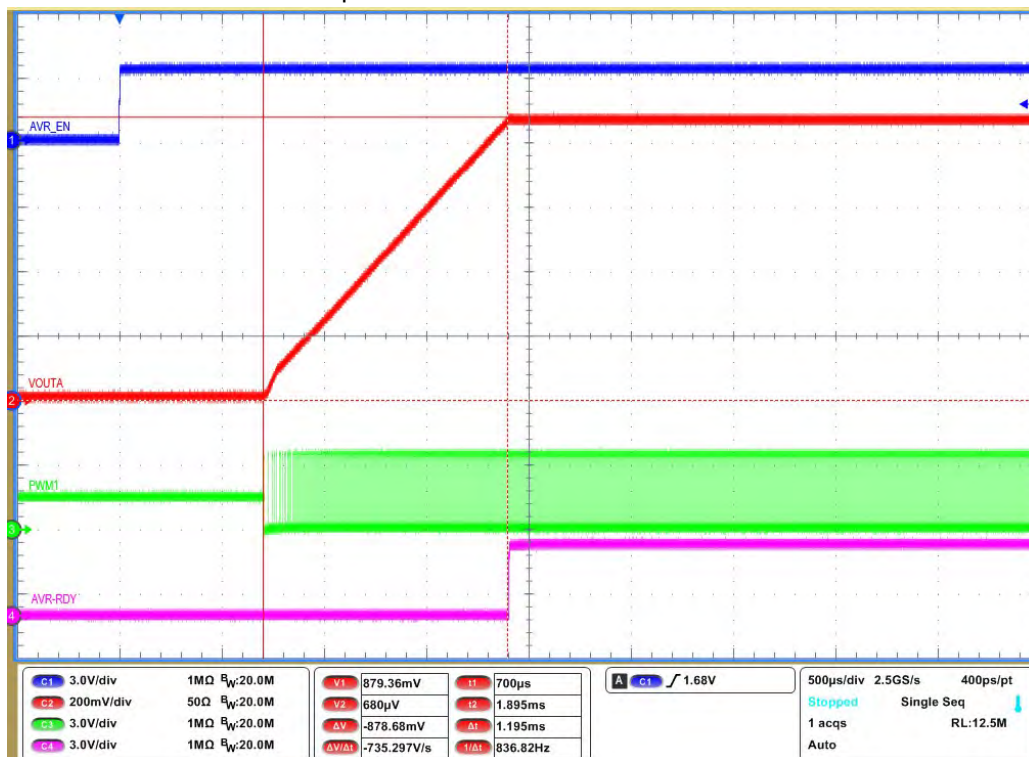 AVR_EN
1
VOUTA
2
PWM1
3
AVR-RDY
4
C1 3.0V/div 1MΩ BW:20.0M
C2 200mV/div 50Ω BW:20.0M
C3 3.0V/div 1MΩ BW:20.0M
C4 3.0V/div 1MΩ BW:20.0M
V1 879.36mV t1 700µs
V2 680µV t2 1.895ms
ΔV -878.68mV Δt 1.195ms
ΔV/Δt -735.297V/s 1/Δt 836.82Hz
A C1 1.68V
500µs/div 2.5GS/s 400ps/pt
Stopped Single Seq
1 acqs RL:12.5M
Auto